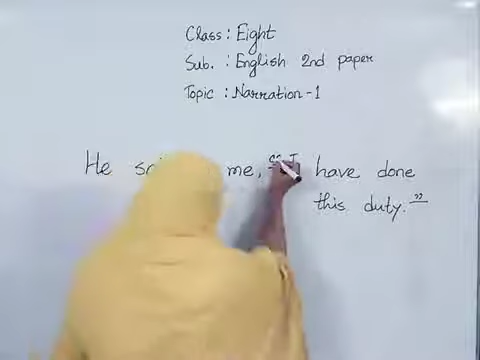 Class : Eight
Sub. : English 2nd paper
Topic : Narration - 1
He me, " I have done
this duty."